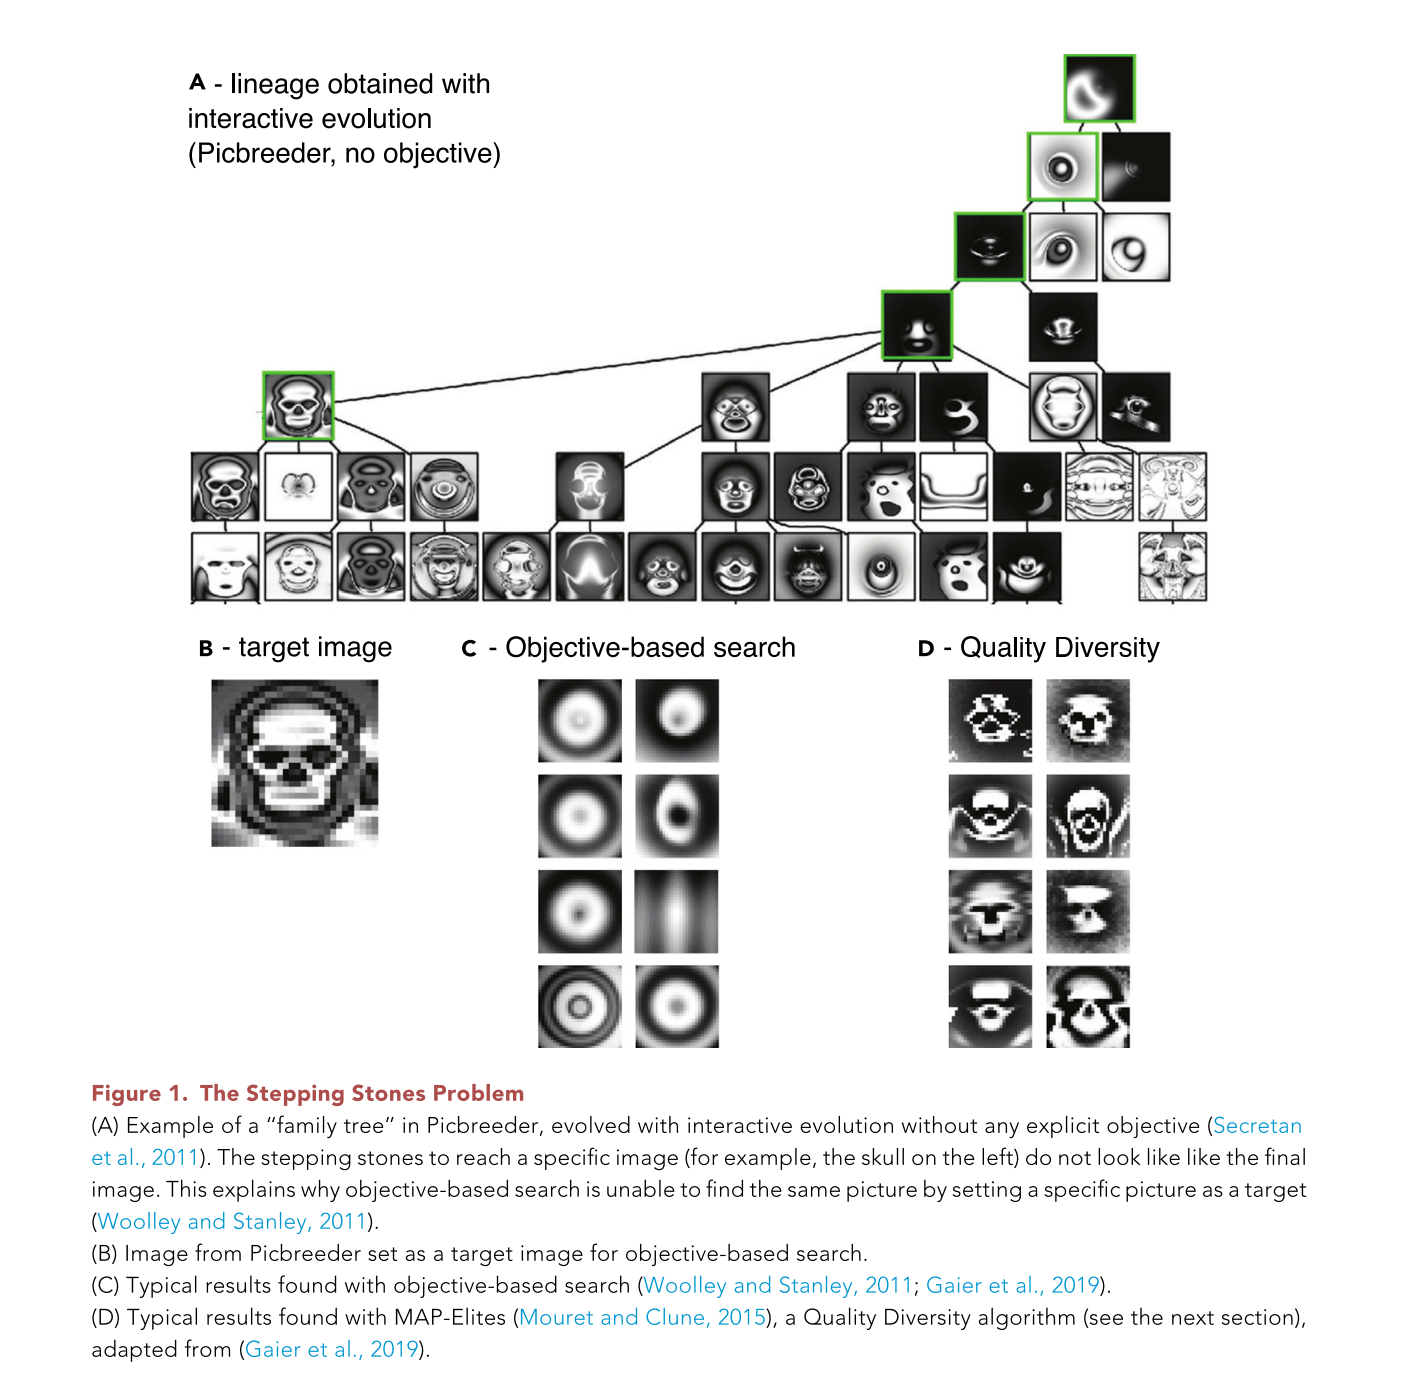 A - lineage obtained with
interactive evolution
(Picbreeder, no objective)
B - target image
C - Objective-based search
D - Quality Diversity
Figure 1. The Stepping Stones Problem
(A) Example of a “family tree” in Picbreeder, evolved with interactive evolution without any explicit objective (Secretan
et al., 2011). The stepping stones to reach a specific image (for example, the skull on the left) do not look like like the final
image. This explains why objective-based search is unable to find the same picture by setting a specific picture as a target
(Woolley and Stanley, 2011).
(B) Image from Picbreeder set as a target image for objective-based search.
(C) Typical results found with objective-based search (Woolley and Stanley, 2011; Gaier et al., 2019).
(D) Typical results found with MAP-Elites (Mouret and Clune, 2015), a Quality Diversity algorithm (see the next section),
adapted from (Gaier et al., 2019).